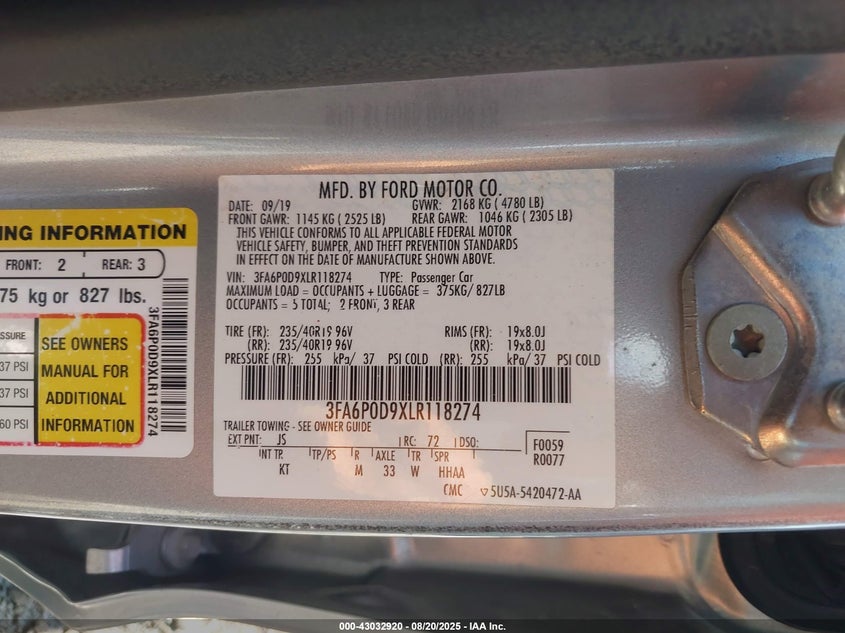 MFD. BY FORD MOTOR CO.
DATE: 09/19 GVWR: 2168 KG ( 4780 LB)
FRONT GAWR: 1145 KG ( 2525 LB) REAR GAWR: 1046 KG ( 2305 LB)
THIS VEHICLE CONFORMS TO ALL APPLICABLE FEDERAL MOTOR
VEHICLE SAFETY, BUMPER, AND THEFT PREVENTION STANDARDS
IN EFFECT ON THE DATE OF MANUFACTURE SHOWN ABOVE.
VIN: 3FA6P0D9XLR118274 TYPE: Passenger Car
MAXIMUM LOAD = OCCUPANTS + LUGGAGE = 375KG/ 827LB
OCCUPANTS = 5 TOTAL; 2 FRONT, 3 REAR
TIRE (FR): 235/40R19 96V RIMS (FR): 19x8.0J
(RR): 235/40R19 96V (RR): 19x8.0J
PRESSURE (FR): 255 kPa/ 37 PSI COLD (RR): 255 kPa/ 37 PSI COLD
3FA6P0D9XLR118274
TRAILER TOWING - SEE OWNER GUIDE
EXT PNT: JS RC: 72 DSO: F0059
R0077
INT TR TP/PS R AXLE TR SPR
KT M 33 W HHAA
CMC 5U5A-5420472-AA
ING INFORMATION
FRONT: 2 REAR: 3
75 kg or 827 lbs.
SSURE
37 PSI
37 PSI
60 PSI
SEE OWNERS
MANUAL FOR
ADDITIONAL
INFORMATION
3FA6P0D9XLR118274
000-43032920 - 08/20/2025 - IAA Inc.